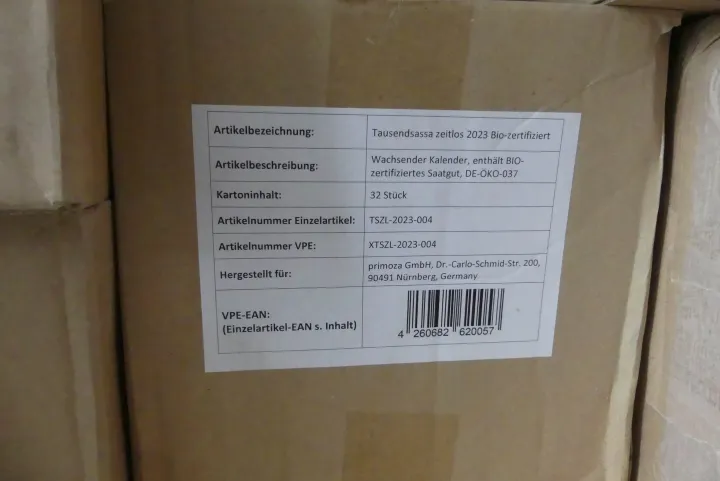 Artikelbezeichnung: Tausendsassa zeitlos 2023 Bio-zertifiziert
Artikelbeschreibung: Wachsender Kalender, enthält BIO-
zertifiziertes Saatgut, DE-ÖKO-037
Kartoninhalt: 32 Stück
Artikelnummer Einzelartikel: TSZL-2023-004
Artikelnummer VPE: XTSZL-2023-004
Hergestellt für: primoza GmbH, Dr.-Carlo-Schmid-Str. 200,
90491 Nürnberg, Germany
VPE-EAN:
(Einzelartikel-EAN s. Inhalt)
4 260682 620057